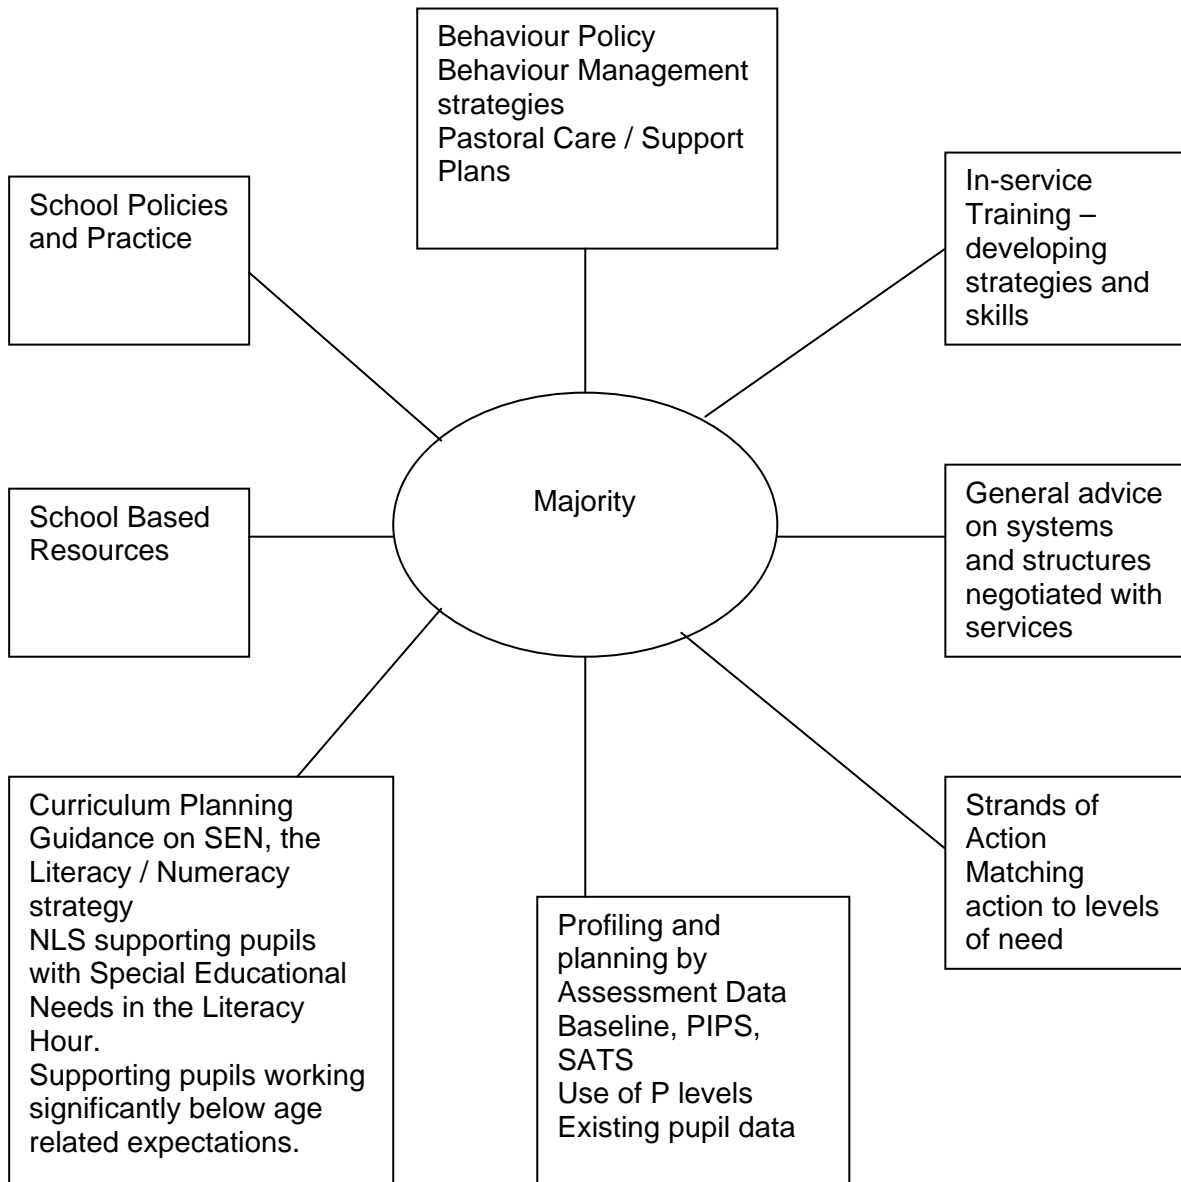 Behaviour Policy
Behaviour Management
strategies
Pastoral Care / Support
Plans
School Policies
and Practice
In-service
Training –
developing
strategies and
skills
Majority
School Based
Resources
General advice
on systems
and structures
negotiated with
services
Curriculum Planning
Guidance on SEN, the
Literacy / Numeracy
strategy
NLS supporting pupils
with Special Educational
Needs in the Literacy
Hour.
Supporting pupils working
significantly below age
related expectations.
Profiling and
planning by
Assessment Data
Baseline, PIPS,
SATS
Use of P levels
Existing pupil data
Strands of
Action
Matching
action to levels
of need